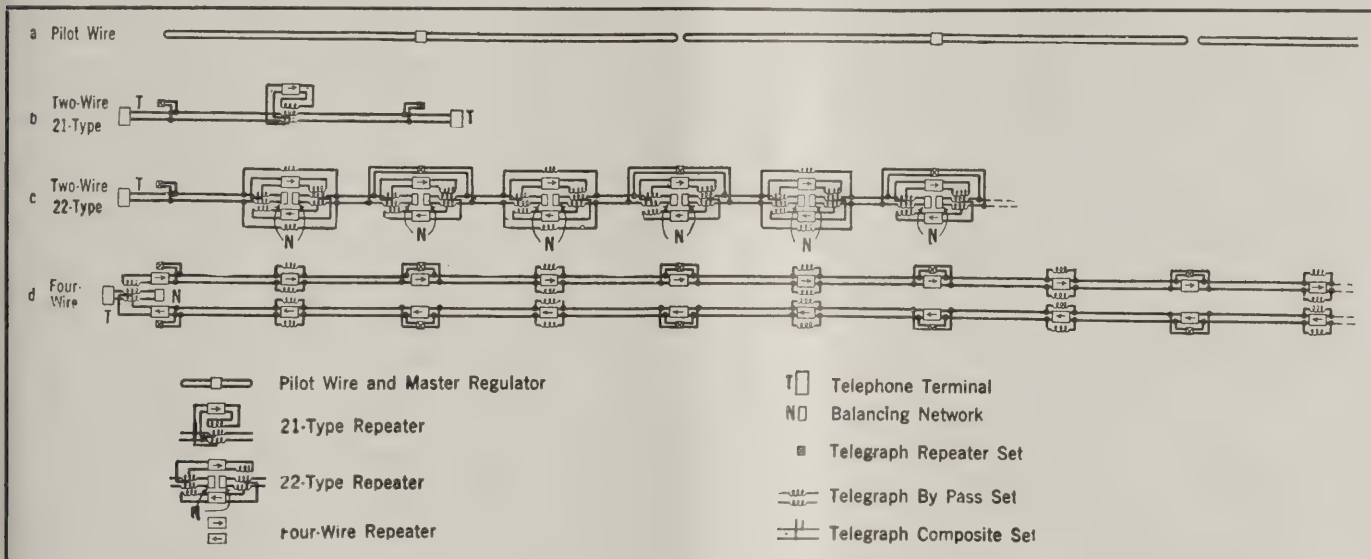 a Pilot Wire
b Two-Wire 21-Type
T
T
c Two-Wire 22-Type
T
N N N N N N
d Four-Wire
N
T
Pilot Wire and Master Regulator
21-Type Repeater
22-Type Repeater
N
Four-Wire Repeater
T Telephone Terminal
N Balancing Network
Telegraph Repeater Set
Telegraph By Pass Set
Telegraph Composite Set